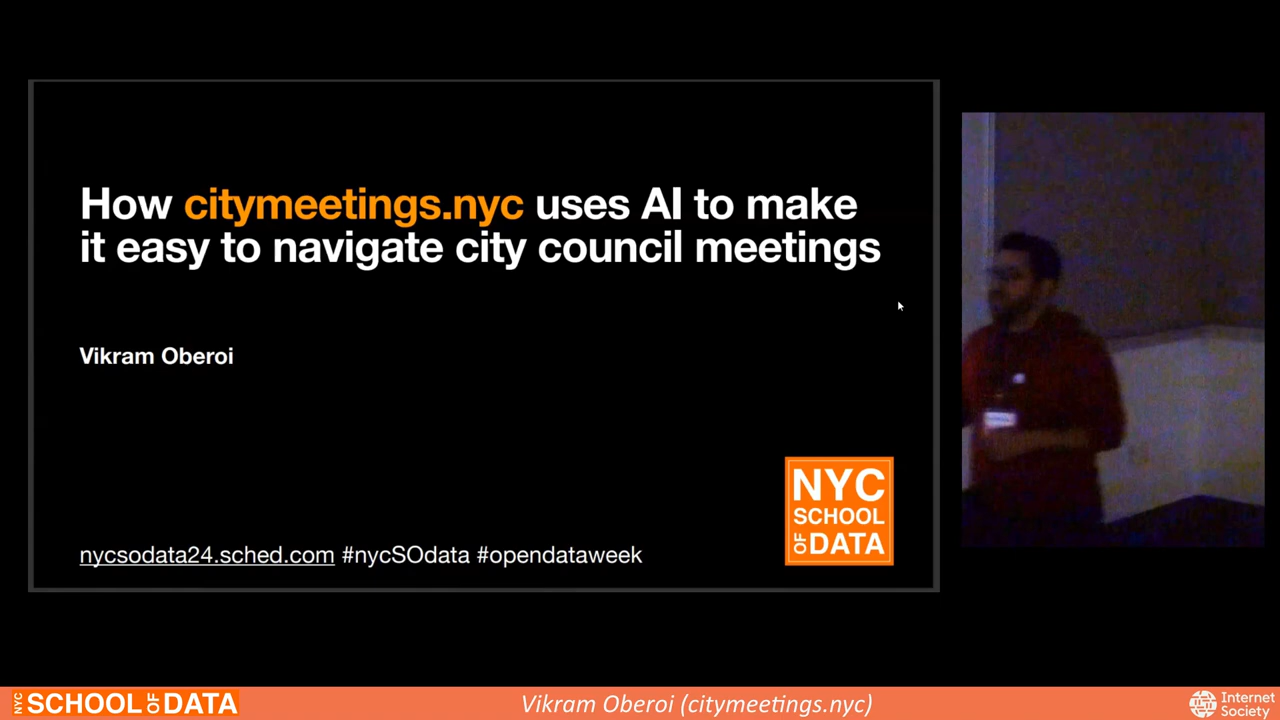 How citymeetings.nyc uses AI to make
it easy to navigate city council meetings
Vikram Oberoi
NYC
SCHOOL
OF DATA
nycsodata24.sched.com #nycSOdata #opendataweek
NYC SCHOOL OF DATA
Vikram Oberoi (citymeetings.nyc)
Internet
Society